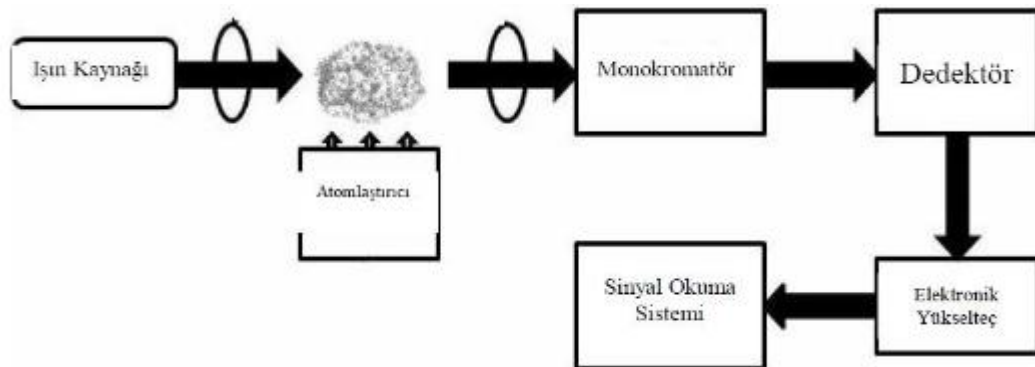 Işın Kaynağı
Atomlaştırıcı
Monokromatör
Dedektör
Elektronik
Yükselteç
Sinyal Okuma
Sistemi